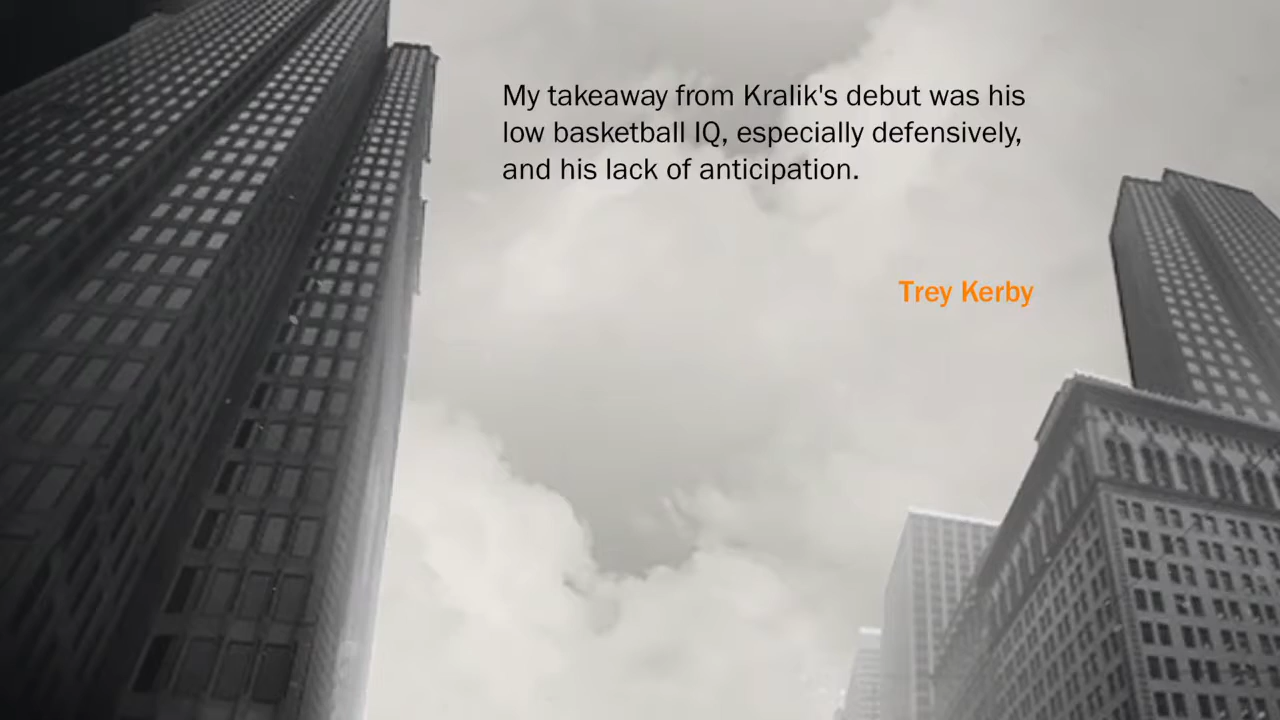 My takeaway from Kralik's debut was his
low basketball IQ, especially defensively,
and his lack of anticipation.
Trey Kerby